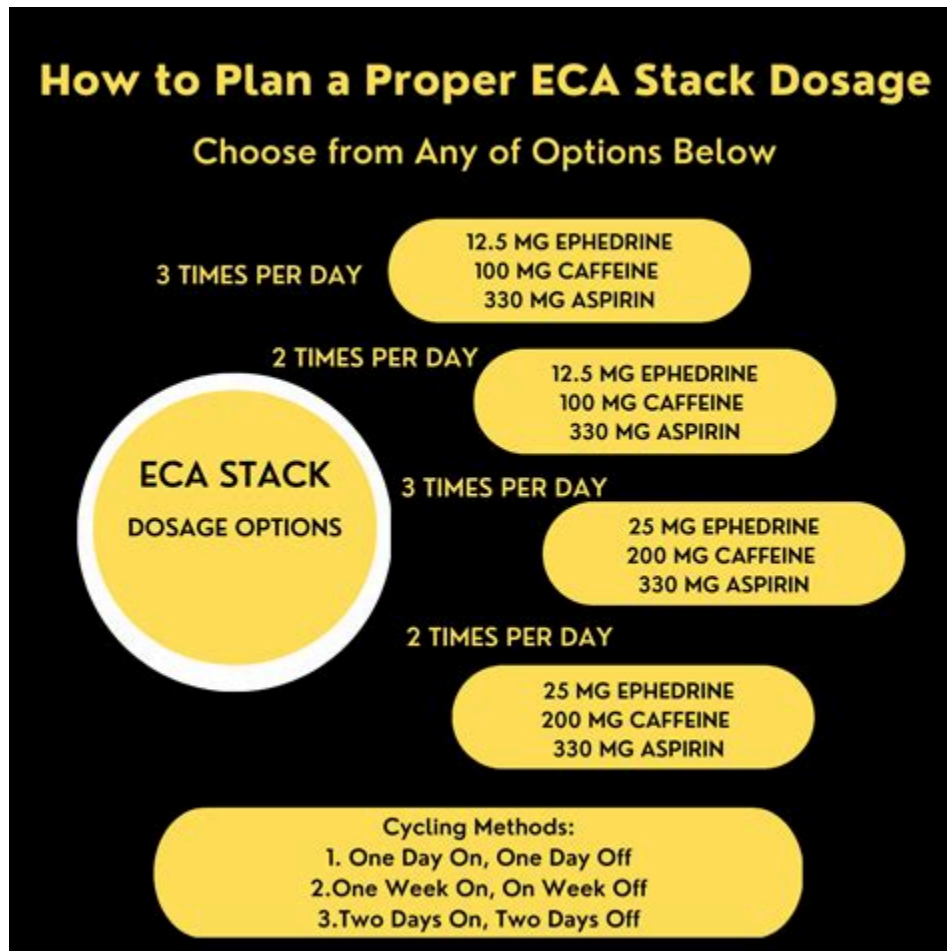 How to Plan a Proper ECA Stack Dosage
Choose from Any of Options Below
3 TIMES PER DAY
12.5 MG EPHEDRINE
100 MG CAFFEINE
330 MG ASPIRIN
2 TIMES PER DAY
12.5 MG EPHEDRINE
100 MG CAFFEINE
330 MG ASPIRIN
ECA STACK
DOSAGE OPTIONS
3 TIMES PER DAY
25 MG EPHEDRINE
200 MG CAFFEINE
330 MG ASPIRIN
2 TIMES PER DAY
25 MG EPHEDRINE
200 MG CAFFEINE
330 MG ASPIRIN
Cycling Methods:
1. One Day On, One Day Off
2.One Week On, On Week Off
3.Two Days On, Two Days Off